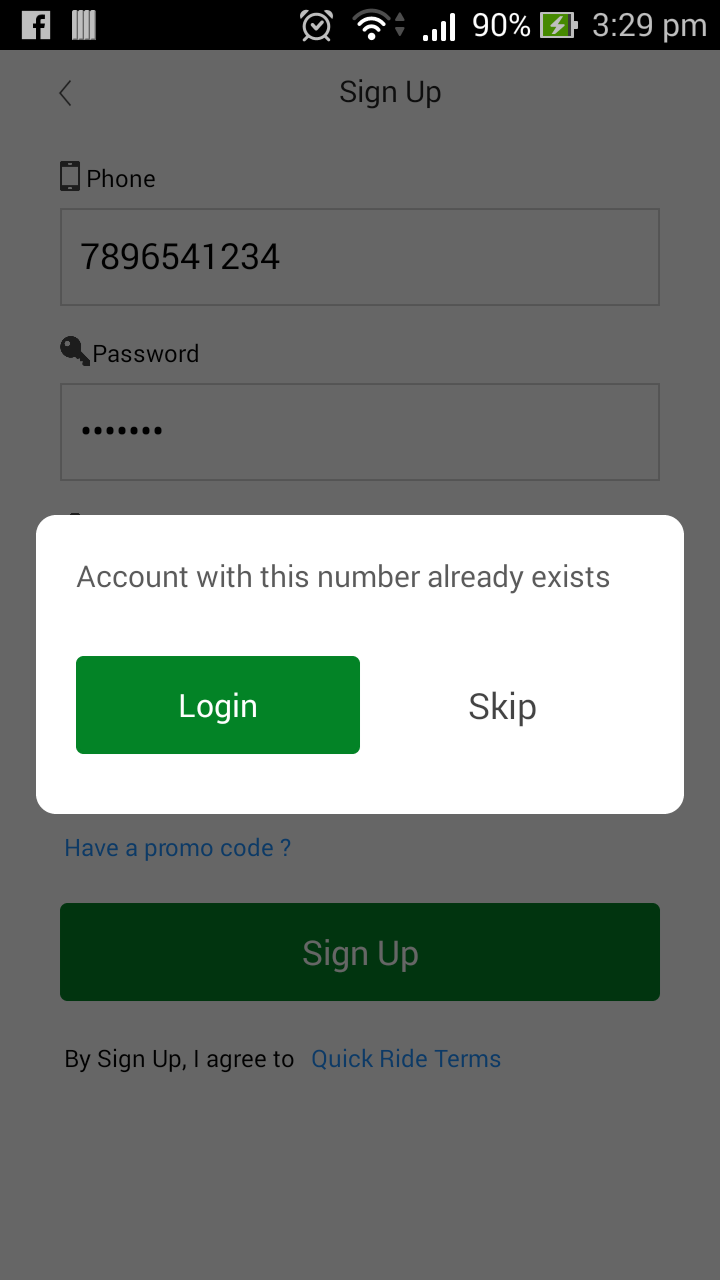 90% 3:29 pm
Sign Up
Phone
7896541234
Password
•••••••
Account with this number already exists
Login Skip
Have a promo code ?
Sign Up
By Sign Up, I agree to Quick Ride Terms